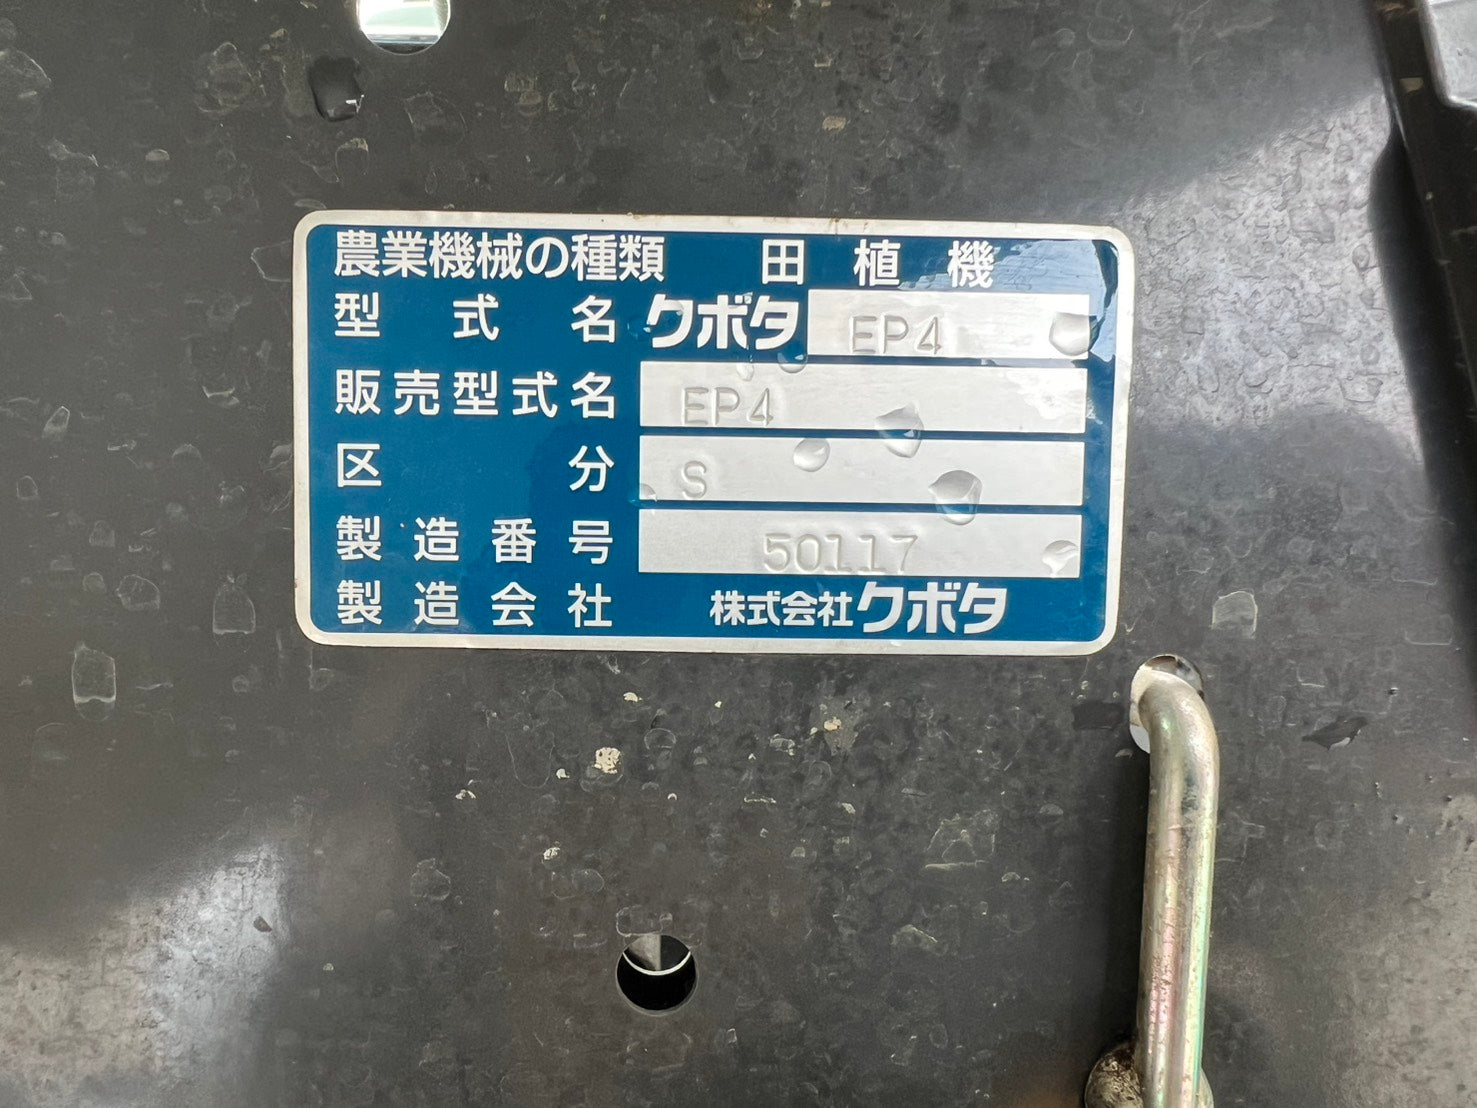 農業機械の種類 田植機
型式名 クボタ EP4
販売型式名 EP4
区分 S
製造番号 50117
製造会社 株式会社クボタ